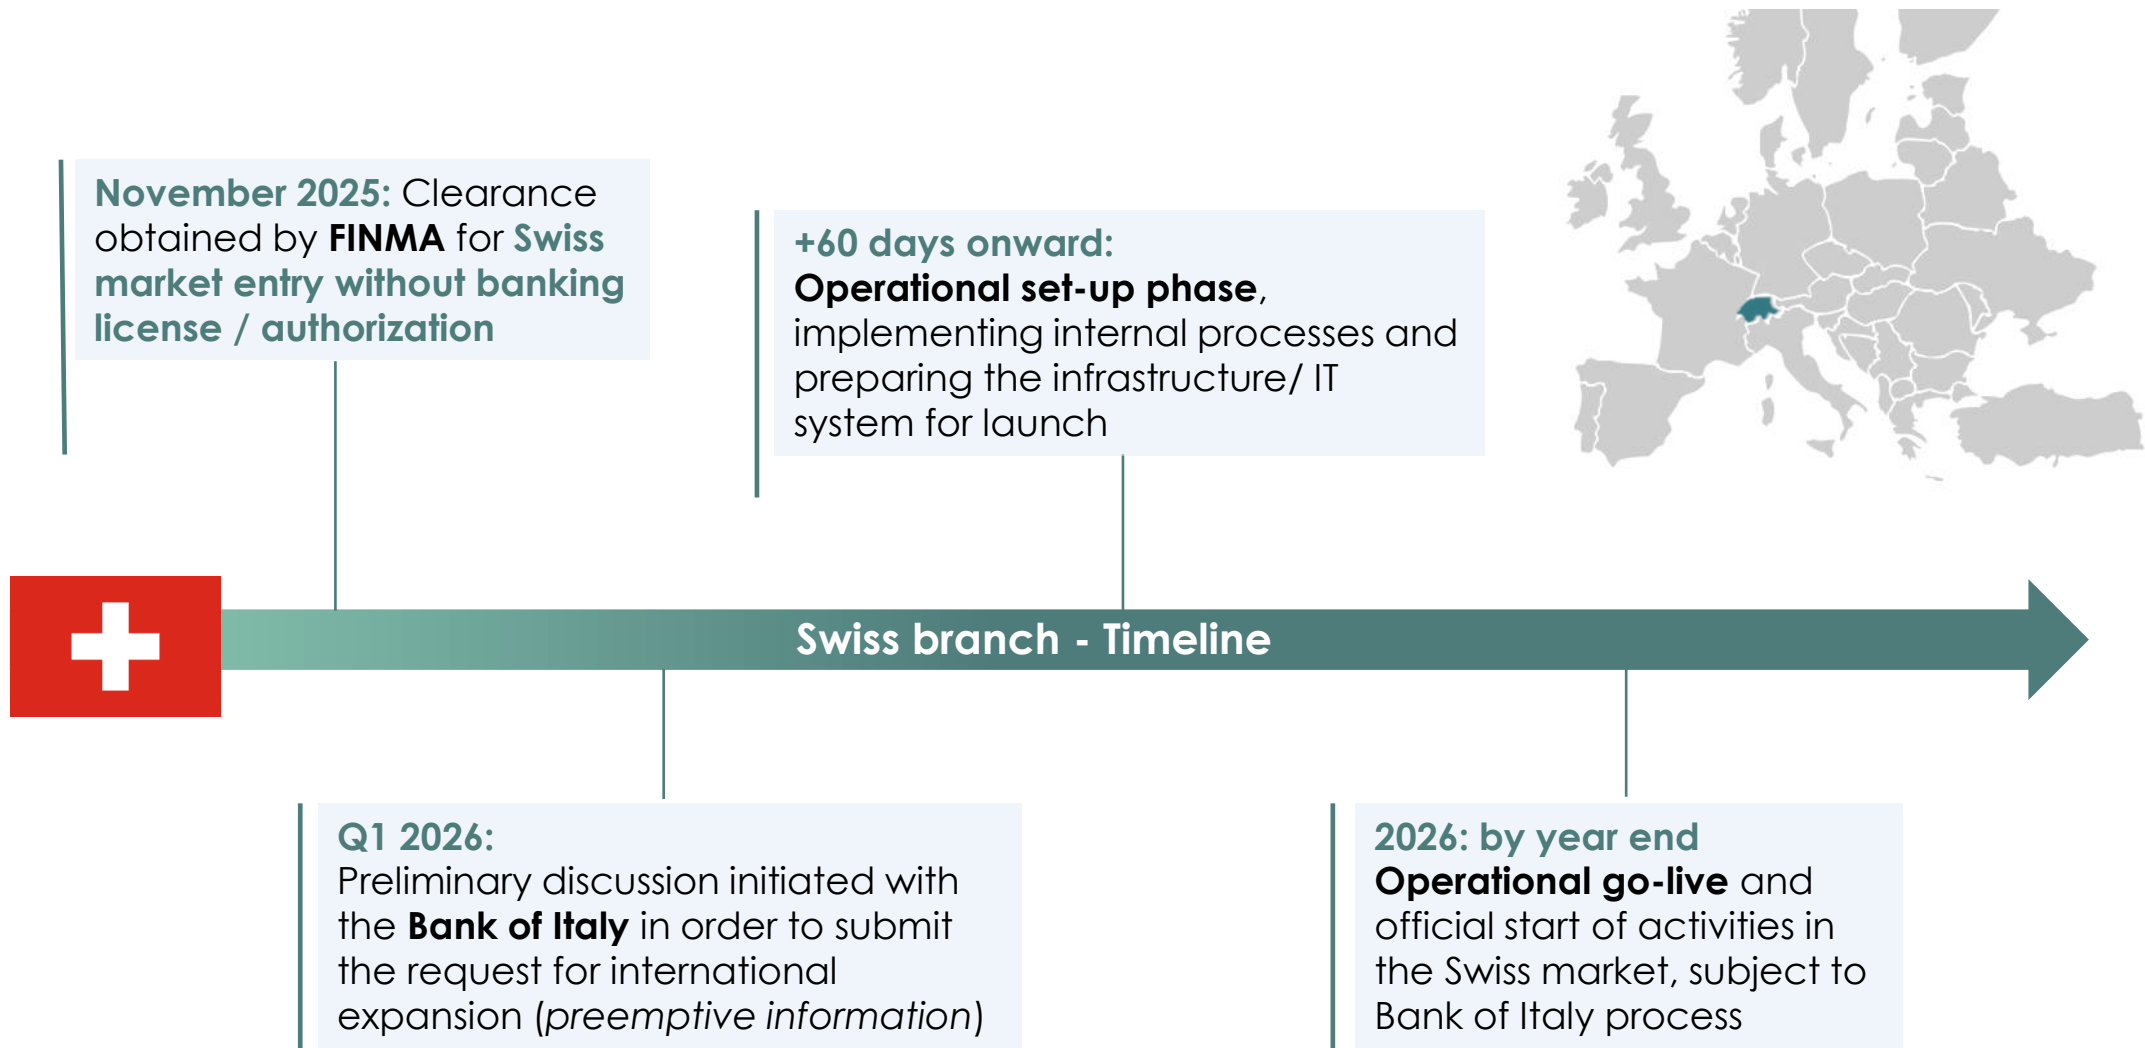 November 2025: Clearance
obtained by FINMA for Swiss
market entry without banking
license / authorization
+60 days onward:
Operational set-up phase,
implementing internal processes and
preparing the infrastructure/ IT
system for launch
Swiss branch - Timeline
Q1 2026:
Preliminary discussion initiated with
the Bank of Italy in order to submit
the request for international
expansion (preemptive information)
2026: by year end
Operational go-live and
official start of activities in
the Swiss market, subject to
Bank of Italy process